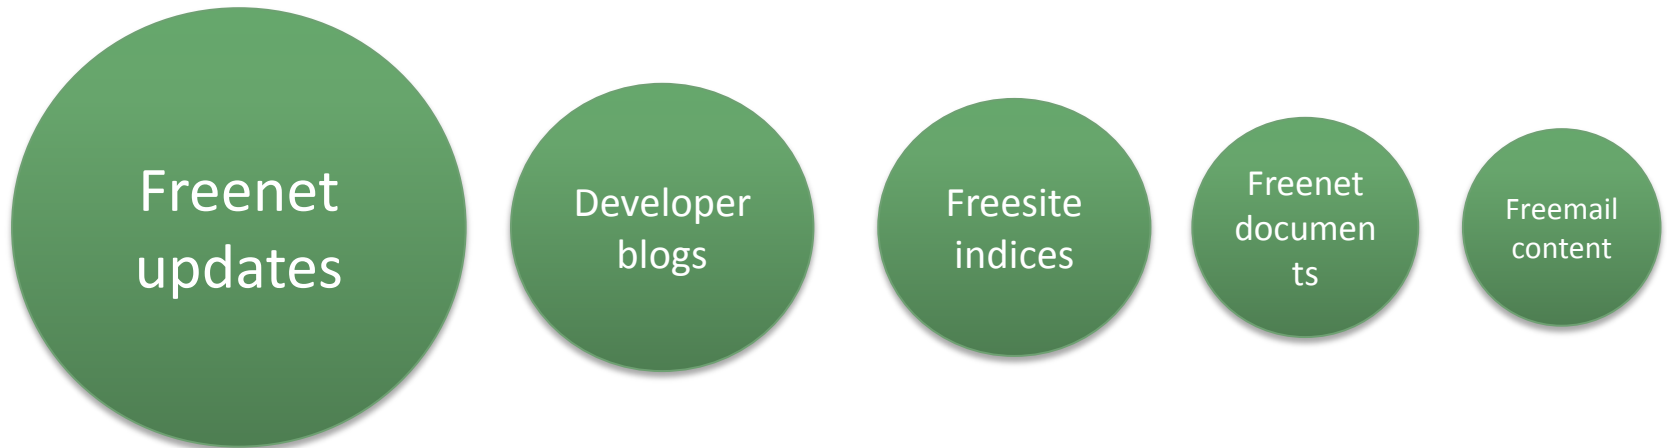 Freenet
updates
Developer
blogs
Freesite
indices
Freenet
documen
ts
Freemail
content